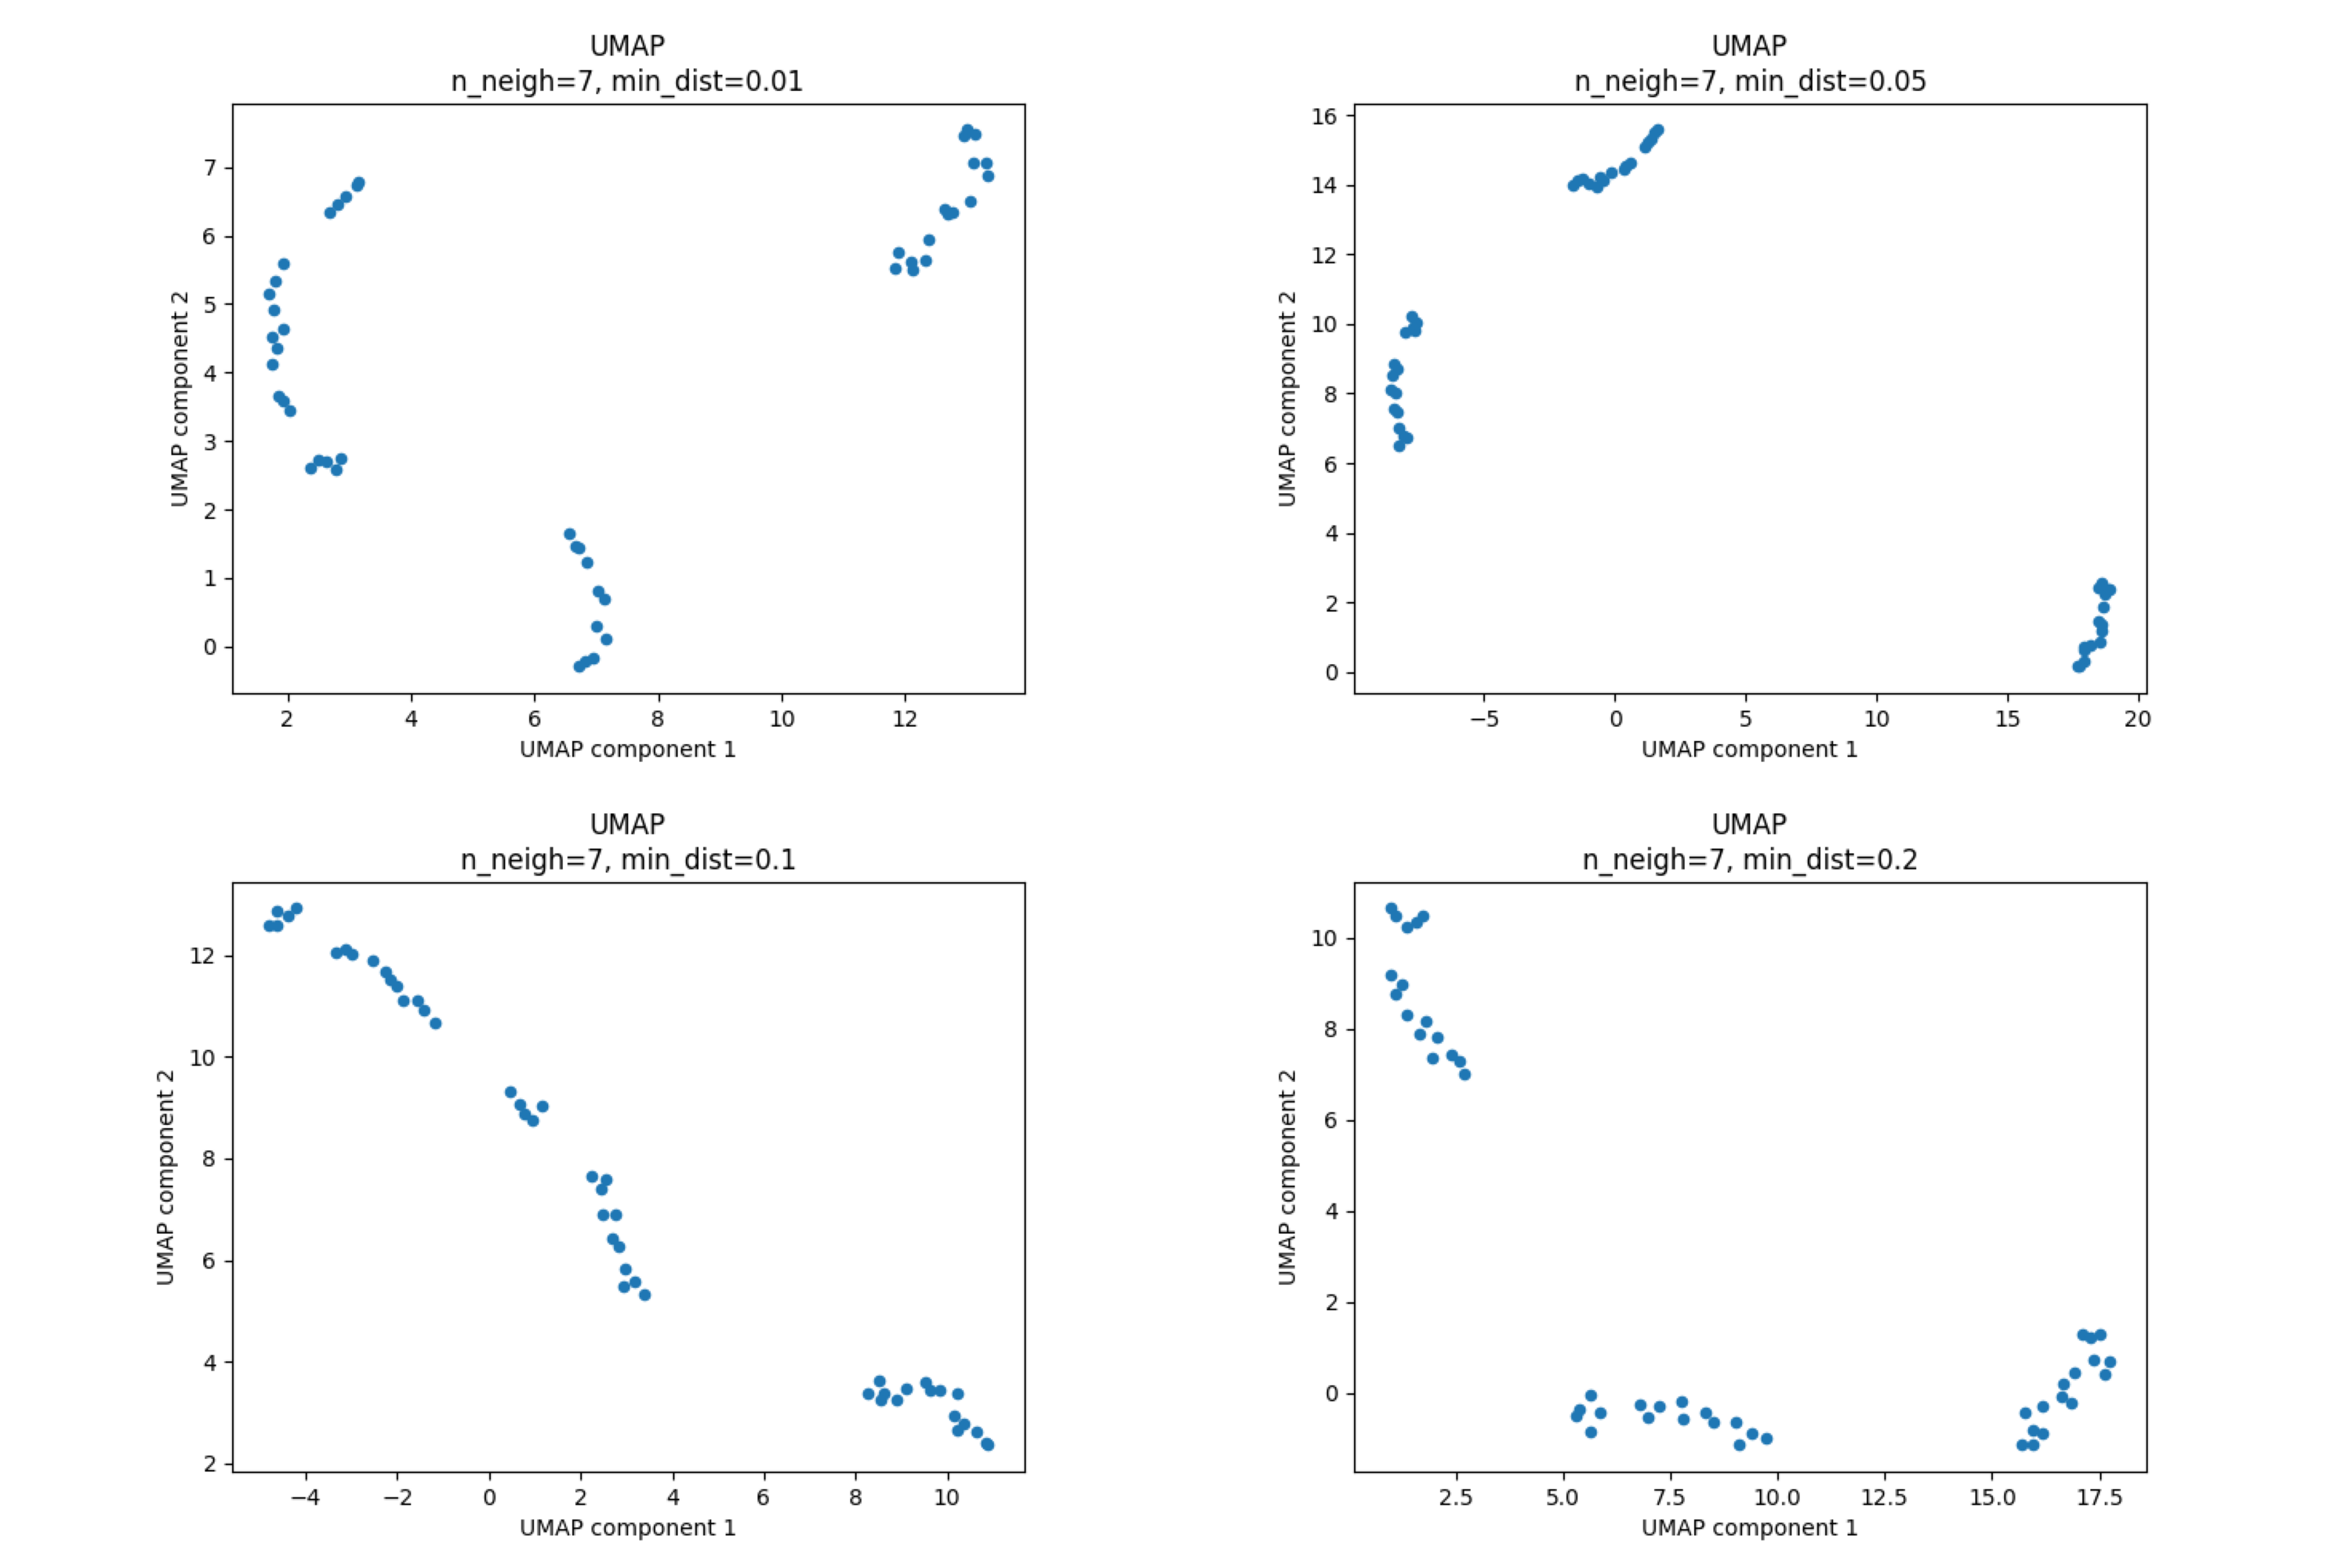 UMAP
n_neigh=7, min_dist=0.01
7
6
5
4
3
2
1
0
UMAP component 2
2 4 6 8 10 12
UMAP component 1
UMAP
n_neigh=7, min_dist=0.05
16
14
12
10
8
6
4
2
0
UMAP component 2
−5 0 5 10 15 20
UMAP component 1
UMAP
n_neigh=7, min_dist=0.1
12
10
8
6
4
2
UMAP component 2
−4 −2 0 2 4 6 8 10
UMAP component 1
UMAP
n_neigh=7, min_dist=0.2
10
8
6
4
2
0
UMAP component 2
2.5 5.0 7.5 10.0 12.5 15.0 17.5
UMAP component 1